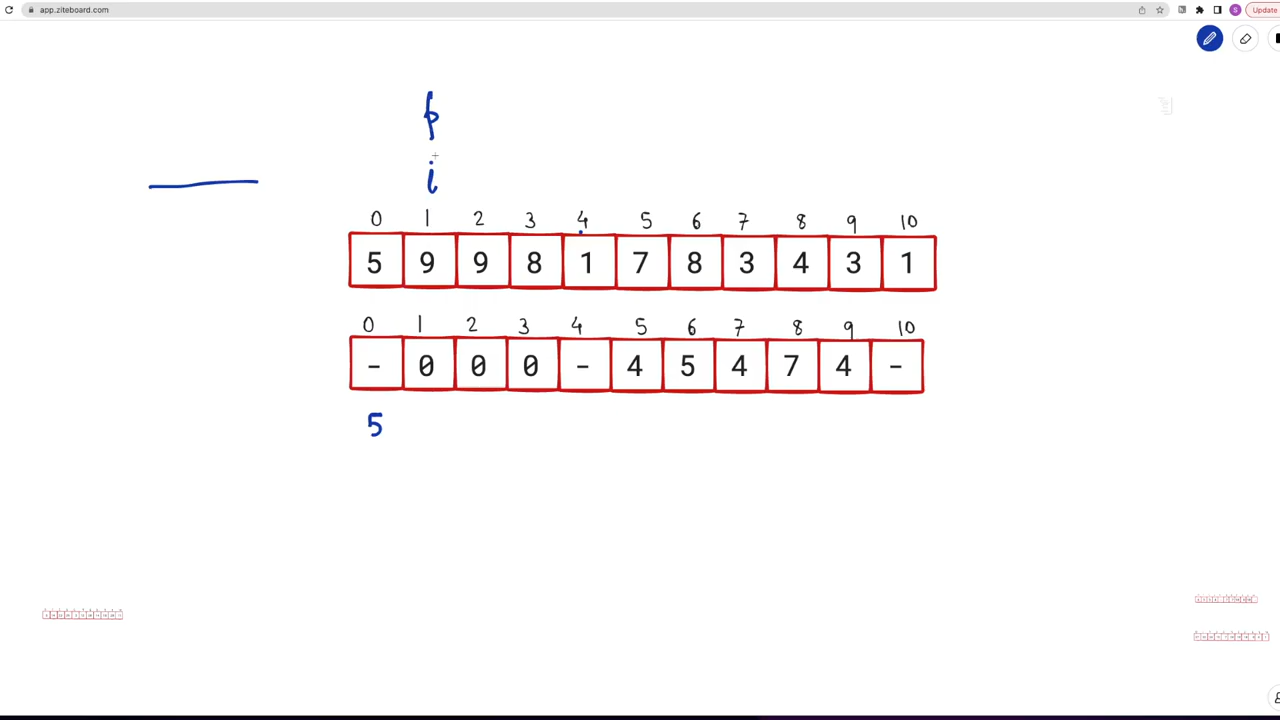 app.ziteboard.com
S
Update
p
i
0 1 2 3 4 5 6 7 8 9 10
5 9 9 8 1 7 8 3 4 3 1
0 1 2 3 4 5 6 7 8 9 10
- 0 0 0 - 4 5 4 7 4 -
5